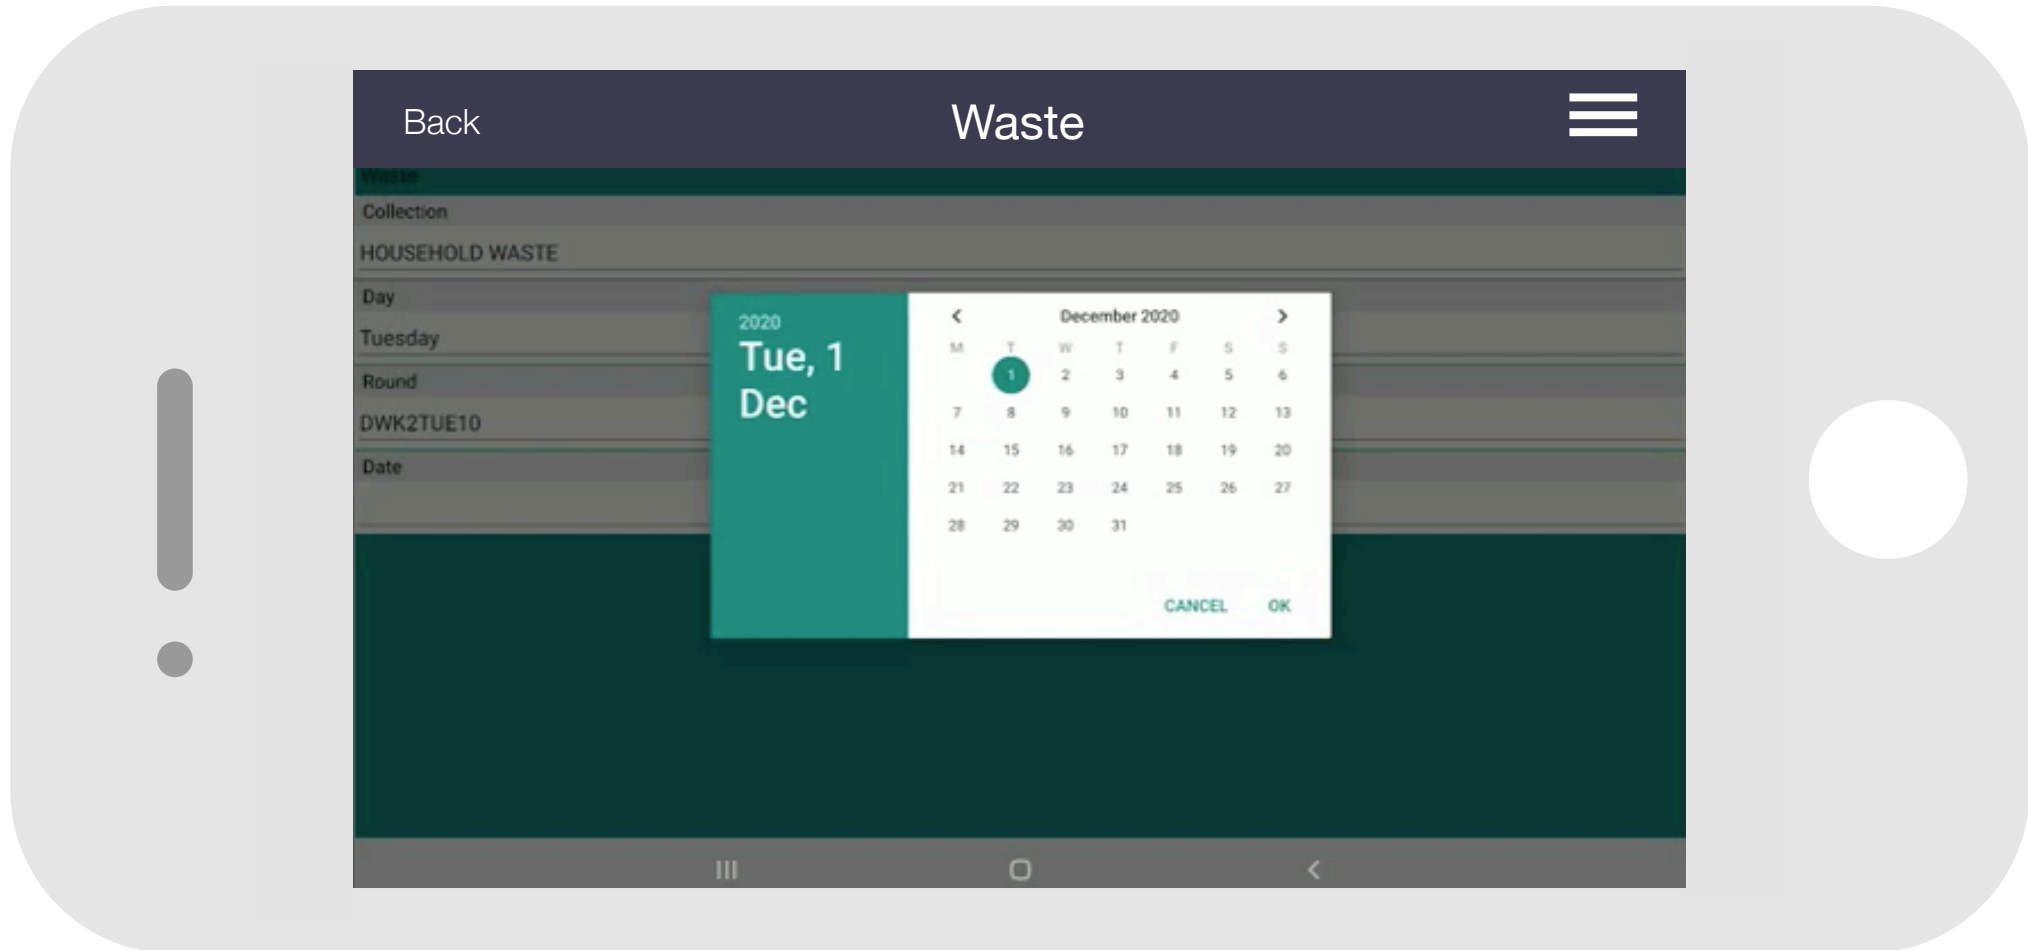 Back
Waste
Waste
Collection
HOUSEHOLD WASTE
Day
Tuesday
Round
DWK2TUE10
Date
2020
Tue, 1
Dec
December 2020
M T W T F S S
1 2 3 4 5 6
7 8 9 10 11 12 13
14 15 16 17 18 19 20
21 22 23 24 25 26 27
28 29 30 31
CANCEL OK